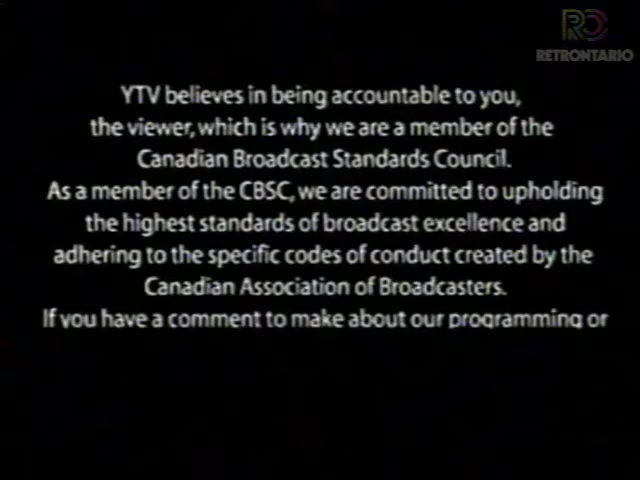 RETRONTARIO
YTV believes in being accountable to you,
the viewer, which is why we are a member of the
Canadian Broadcast Standards Council.
As a member of the CBSC, we are committed to upholding
the highest standards of broadcast excellence and
adhering to the specific codes of conduct created by the
Canadian Association of Broadcasters.
If you have a comment to make about our programming or